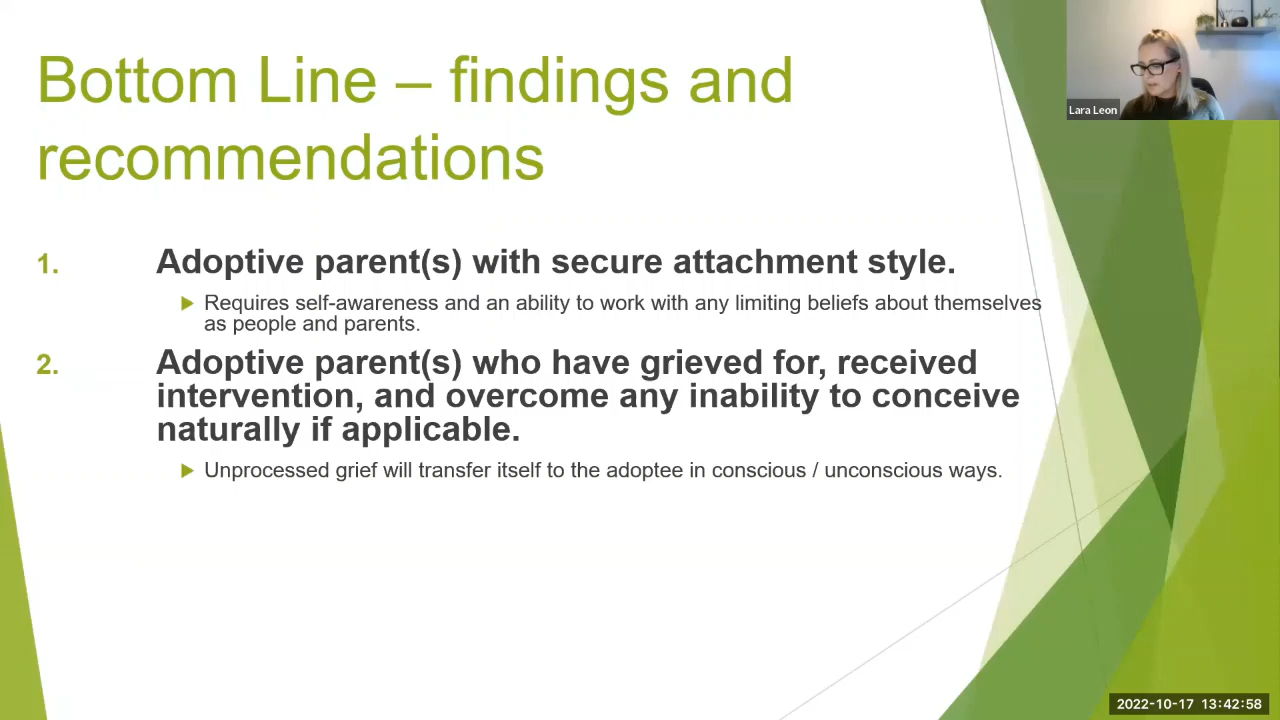 Bottom Line – findings and
recommendations
Lara Leon
1. Adoptive parent(s) with secure attachment style.
Requires self-awareness and an ability to work with any limiting beliefs about themselves
as people and parents.
2. Adoptive parent(s) who have grieved for, received
intervention, and overcome any inability to conceive
naturally if applicable.
Unprocessed grief will transfer itself to the adoptee in conscious / unconscious ways.
2022-10-17 13:42:58